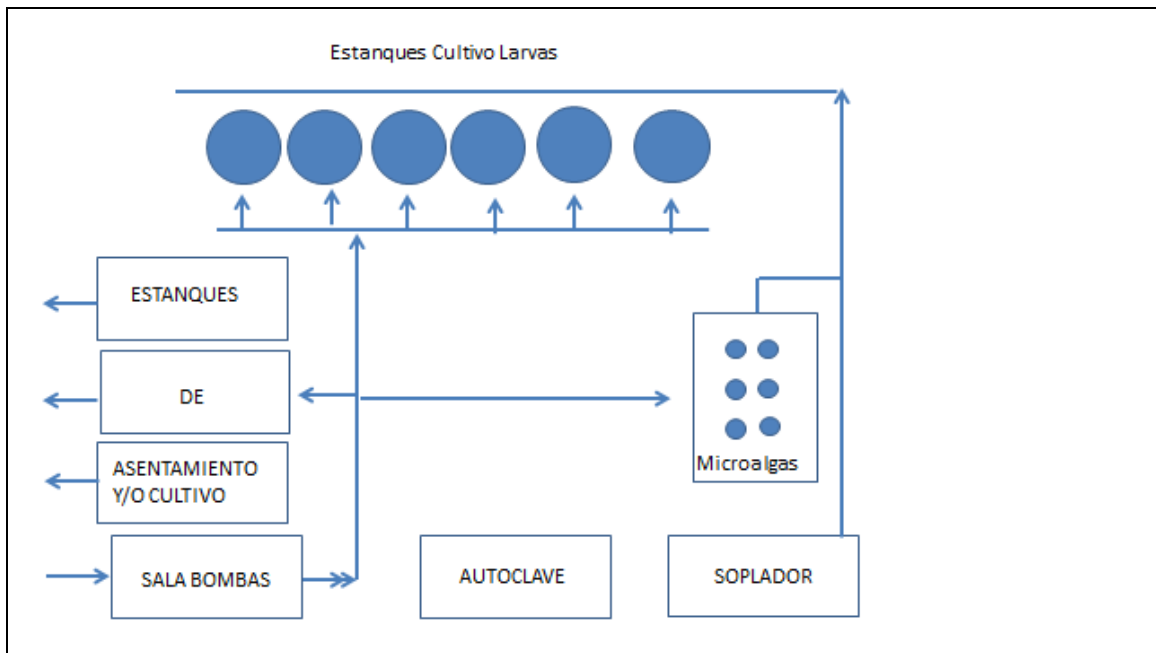 Estanques Cultivo Larvas
ESTANQUES
DE
ASENTAMIENTO
Y/O CULTIVO
Microalgas
SALA BOMBAS
AUTOCLAVE
SOPLADOR